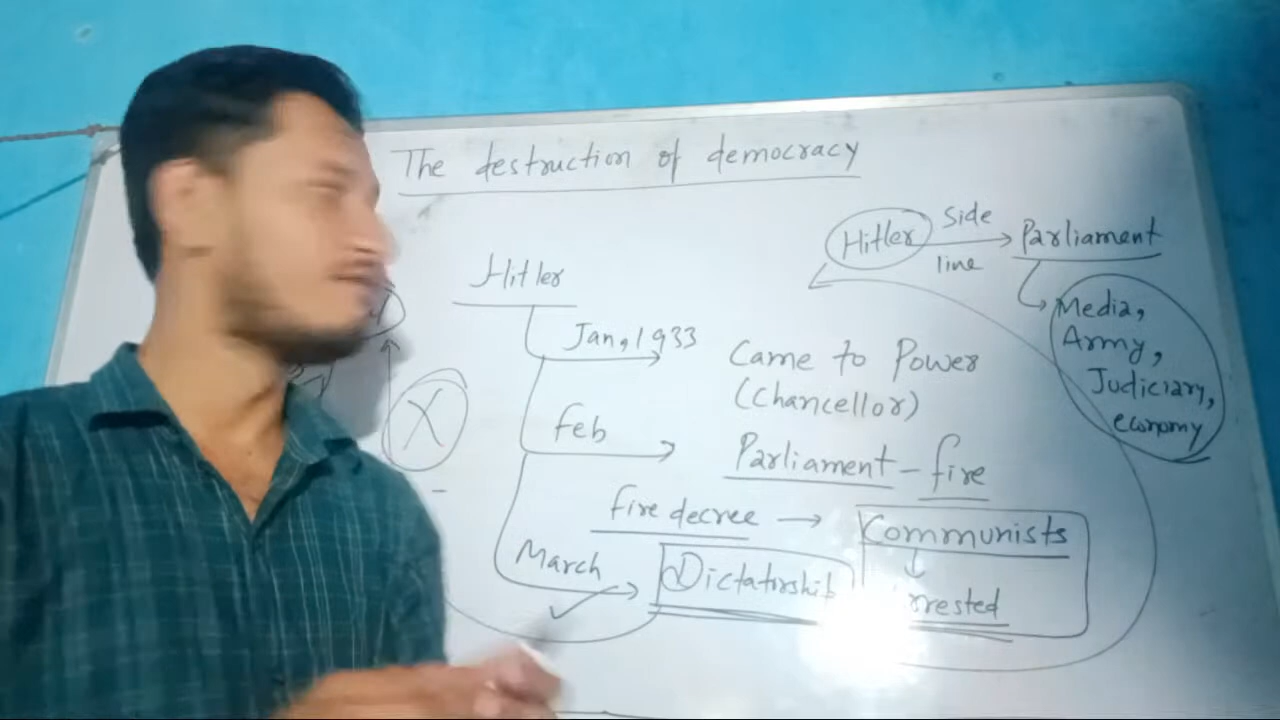 The destruction of democracy
Hitler side line → Parliament
Media,
Army,
Judiciary,
economy
Hitler
Jan, 1933 → Came to Power
(Chancellor)
Feb → Parliament - fire
fire decree → Communists
↓
rrested
March → Dictatorship
X